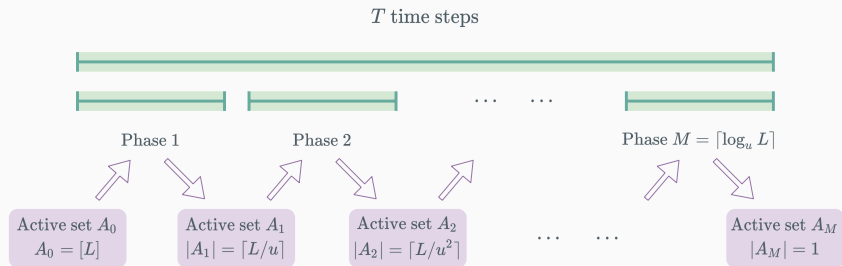 T time steps
... ...
Phase 1 Phase 2 Phase M = ⌈log_u L⌉
Active set A_0 Active set A_1 Active set A_2 Active set A_M
A_0 = [L] |A_1| = ⌈L/u⌉ |A_2| = ⌈L/u²⌉ ... ... |A_M| = 1